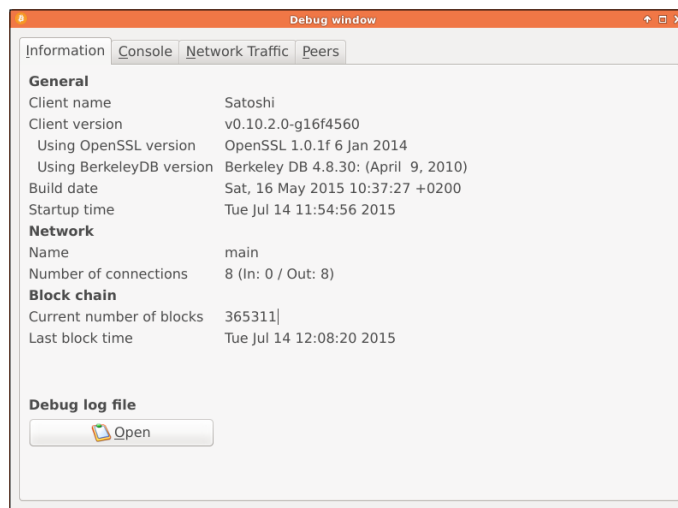 Debug window
Information Console Network Traffic Peers
General
Client name Satoshi
Client version v0.10.2.0-g16f4560
Using OpenSSL version OpenSSL 1.0.1f 6 Jan 2014
Using BerkeleyDB version Berkeley DB 4.8.30: (April  9, 2010)
Build date Sat, 16 May 2015 10:37:27 +0200
Startup time Tue Jul 14 11:54:56 2015
Network
Name main
Number of connections 8 (In: 0 / Out: 8)
Block chain
Current number of blocks 365311
Last block time Tue Jul 14 12:08:20 2015
Debug log file
Open